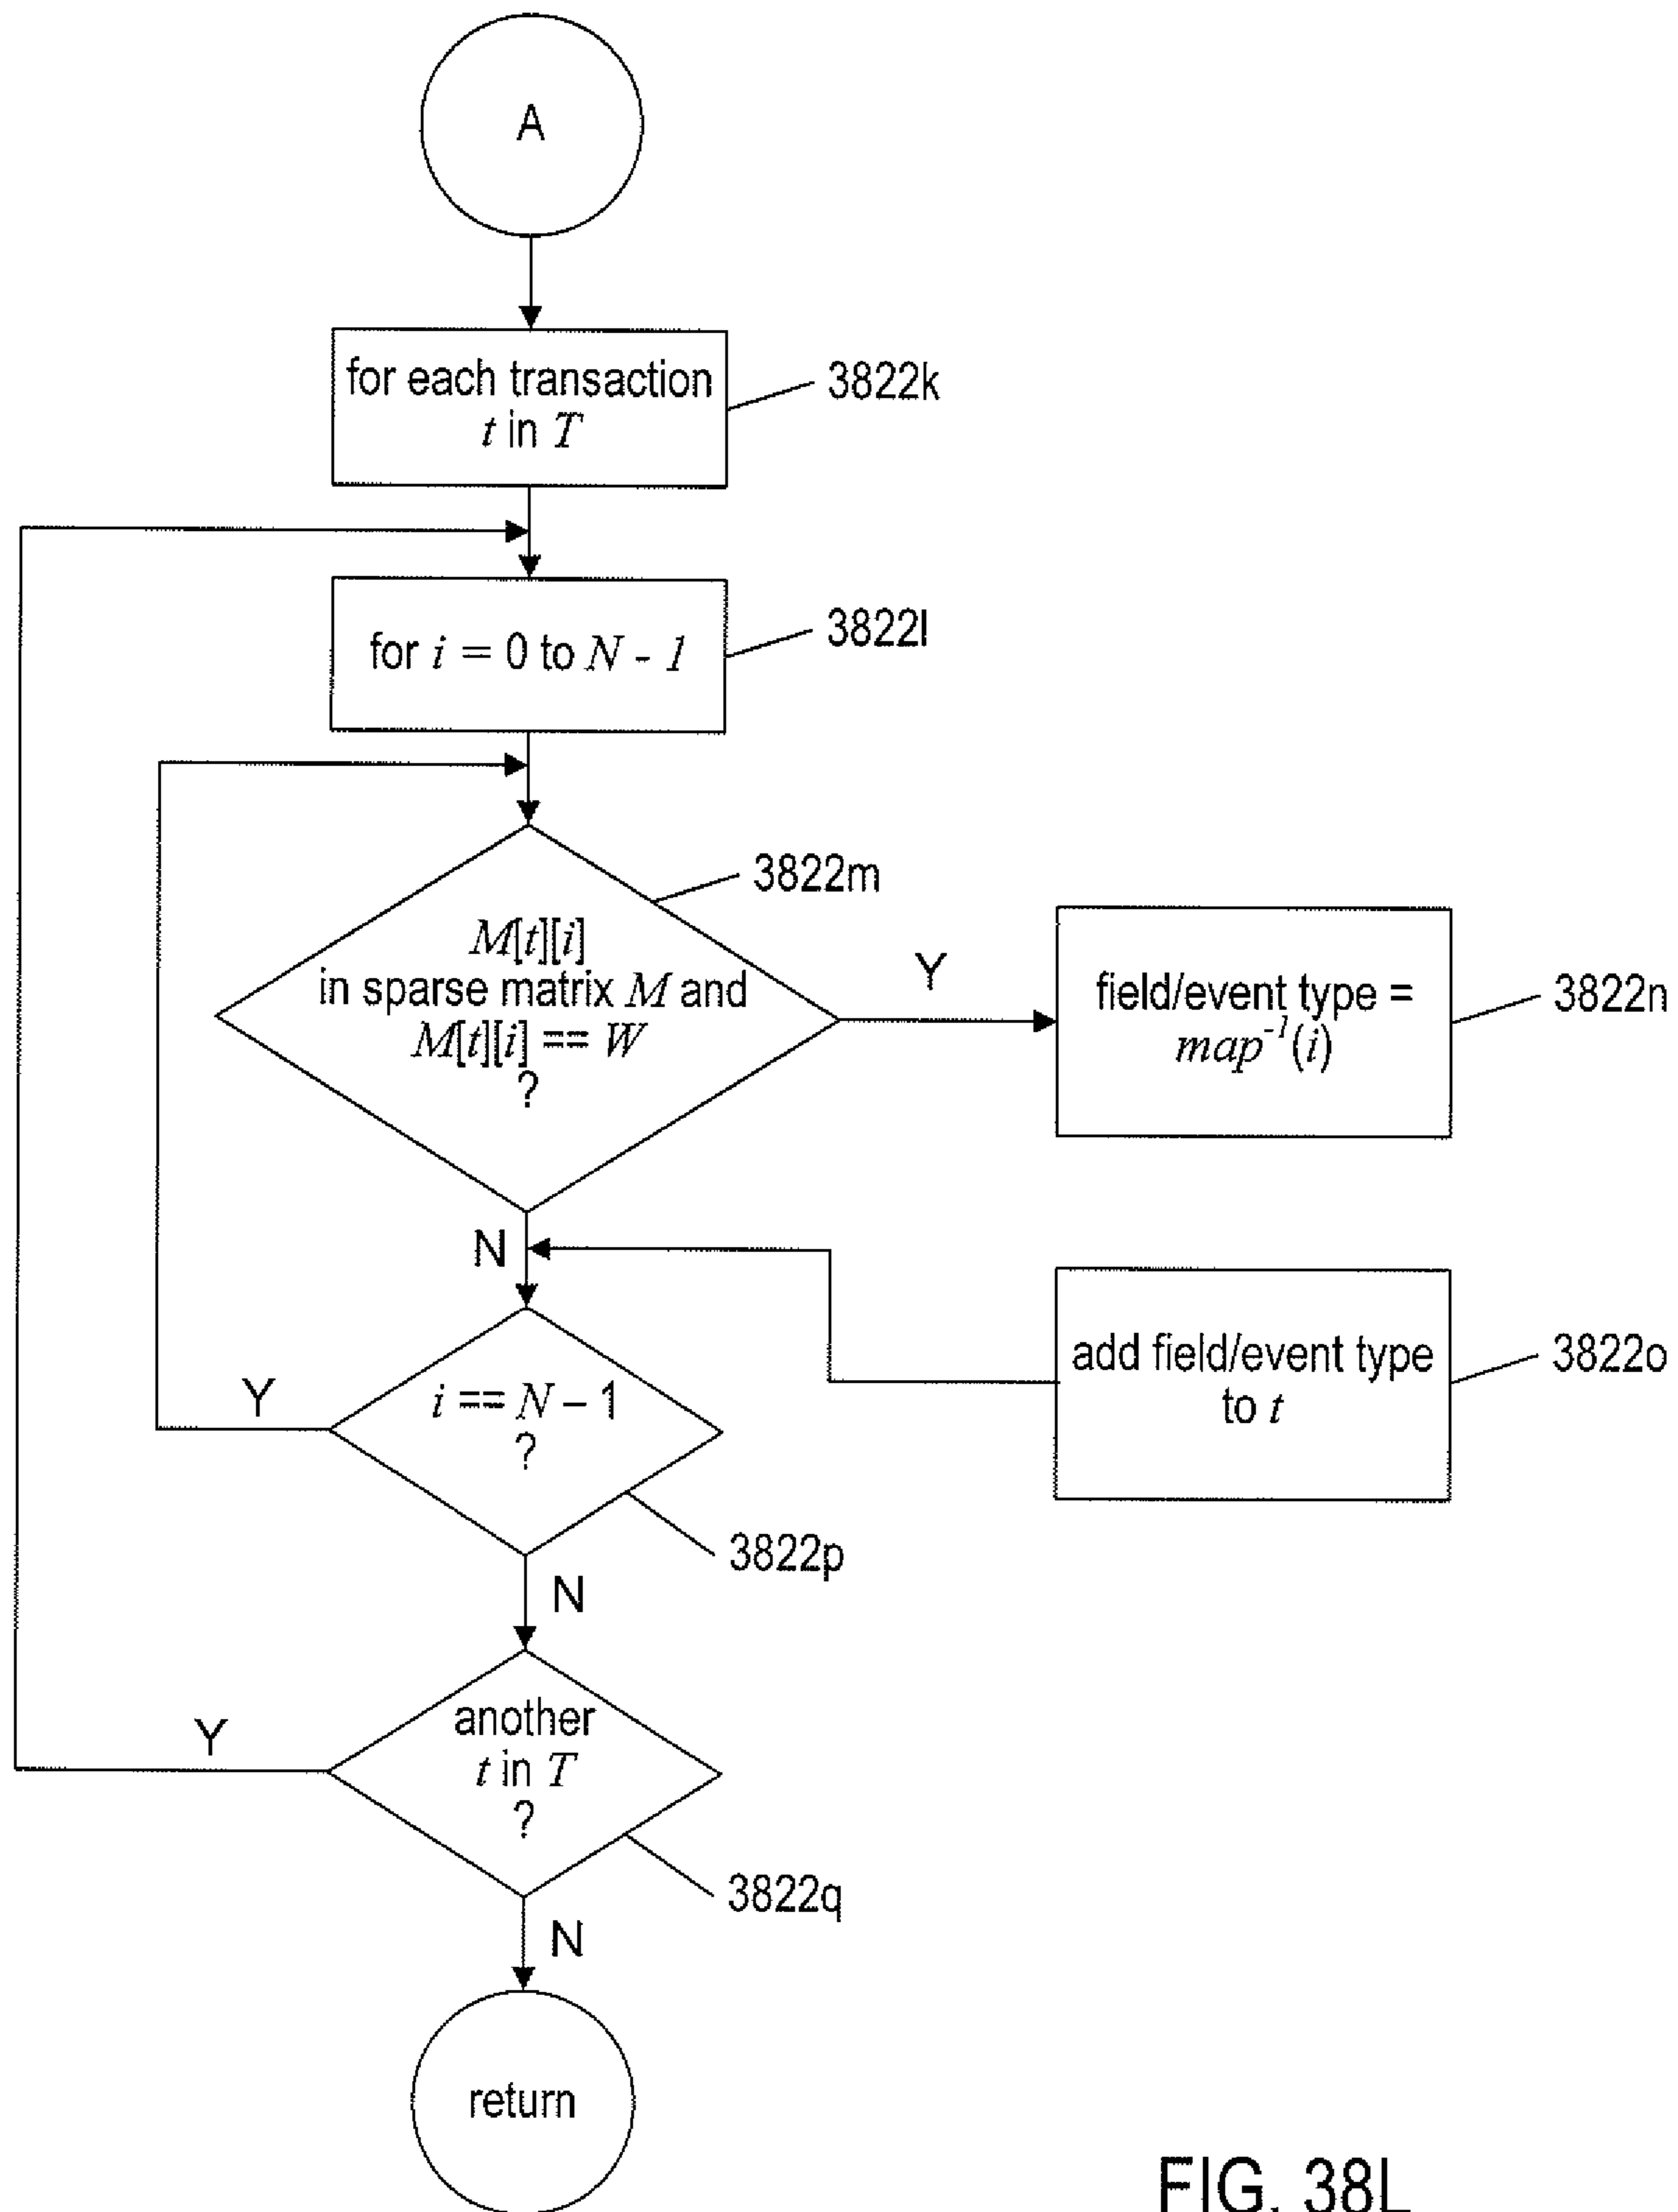 A
for each transaction
t in T
3822k
for i = 0 to N - 1
3822l
3822m
M[t][i]
in sparse matrix M and
M[t][i] == W
?
Y
field/event type =
map⁻¹(i)
3822n
N
add field/event type
to t
3822o
Y
i == N – 1
?
3822p
N
Y
another
t in T
?
3822q
N
return
FIG. 38L